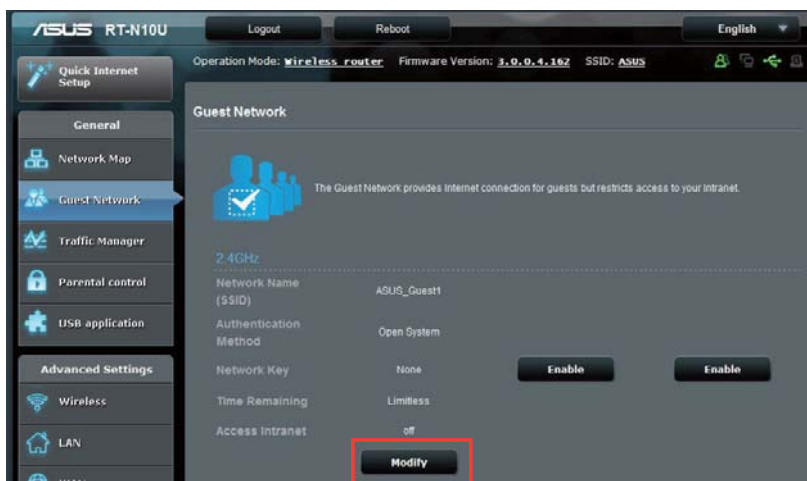 ASUS RT-N10U
Logout
Reboot
English
Operation Mode: Wireless router Firmware Version: 3.0.0.4.162 SSID: ASUS
Quick Internet
Setup
General
Network Map
Guest Network
Traffic Manager
Parental control
USB application
Advanced Settings
Wireless
LAN
Guest Network
The Guest Network provides Internet connection for guests but restricts access to your Intranet.
2.4GHz
Network Name
(SSID)
ASUS_Guest1
Authentication
Method
Open System
Network Key
None
Enable
Enable
Time Remaining
Limitless
Access Intranet
off
Modify